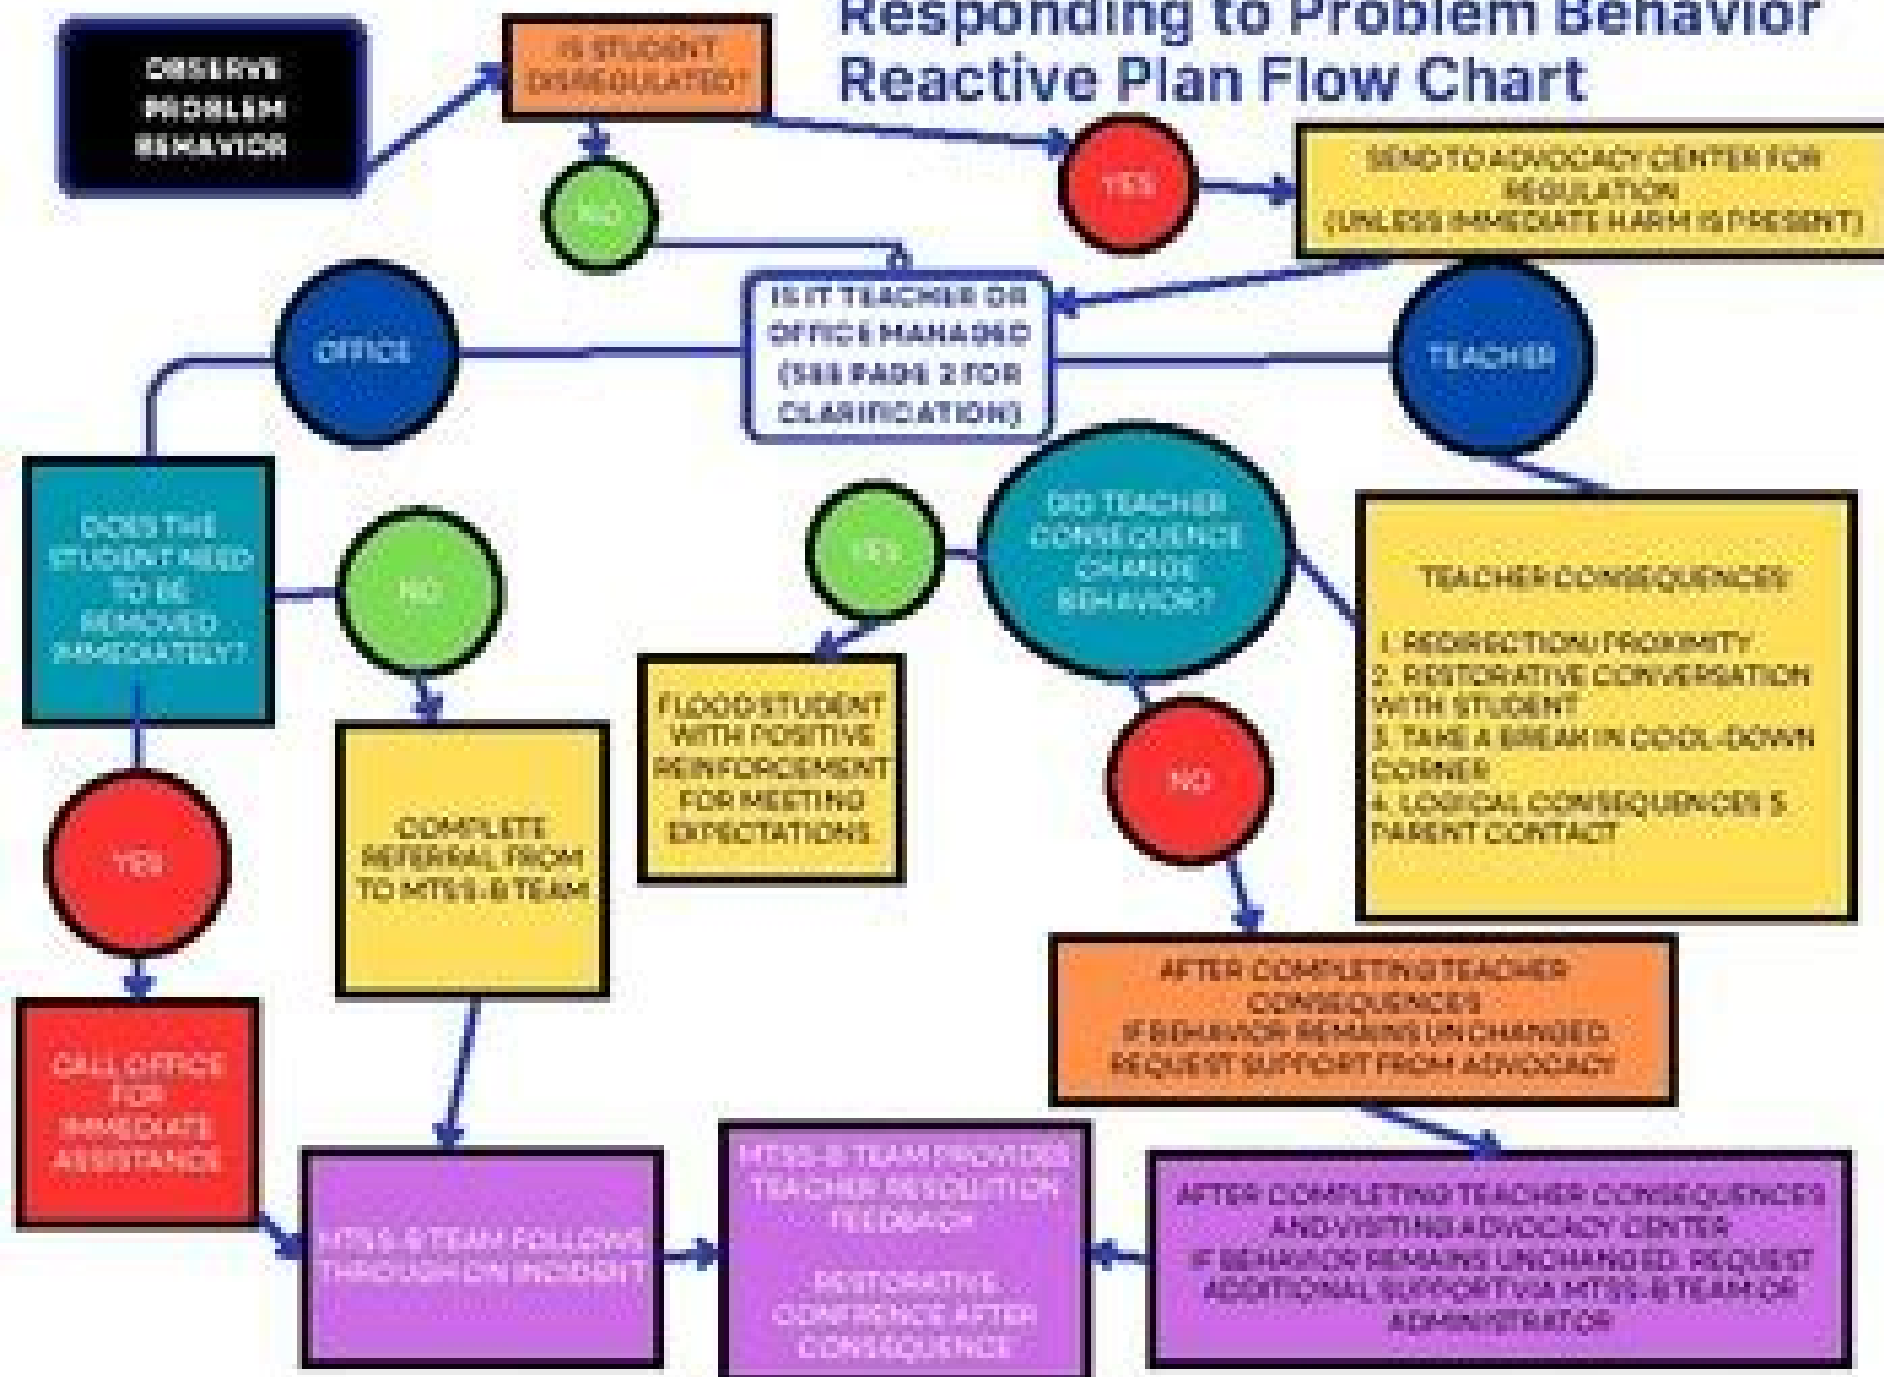 Responding to Problem Behavior
Reactive Plan Flow Chart
OBSERVE
PROBLEM
BEHAVIOR
IS STUDENT
DISREGULATED?
NO
YES
SEND TO ADVOCACY CENTER FOR
REGULATION
(UNLESS IMMEDIATE HARM IS PRESENT)
IS IT TEACHER OR
OFFICE MANAGED
(SEE PAGE 2 FOR
CLARIFICATION)
OFFICE
TEACHER
DOES THE
STUDENT NEED
TO BE
REMOVED
IMMEDIATELY?
NO
YES
DID TEACHER
CONSEQUENCE
CHANGE
BEHAVIOR?
TEACHER CONSEQUENCES
1. REDIRECTION/PROXIMITY
2. RESTORATIVE CONVERSATION
WITH STUDENT
3. TAKE A BREAK IN COOL-DOWN
CORNER
4. LOGICAL CONSEQUENCES &
PARENT CONTACT
FLOOD STUDENT
WITH POSITIVE
REINFORCEMENT
FOR MEETING
EXPECTATIONS
NO
YES
COMPLETE
REFERRAL FROM
TO MTSS-B TEAM
AFTER COMPLETING TEACHER
CONSEQUENCES
IF BEHAVIOR REMAINS UNCHANGED,
REQUEST SUPPORT FROM ADVOCACY
CALL OFFICE
FOR
IMMEDIATE
ASSISTANCE
MTSS-B TEAM FOLLOWS
THROUGH ON INCIDENT
MTSS-B TEAM PROVIDES
TEACHER RESOLUTION
FEEDBACK
RESTORATIVE
CONFRENCE AFTER
CONSEQUENCE
AFTER COMPLETING TEACHER CONSEQUENCES
AND VISITING ADVOCACY CENTER
IF BEHAVIOR REMAINS UNCHANGED, REQUEST
ADDITIONAL SUPPORT VIA MTSS-B TEAM OR
ADMINISTRATOR